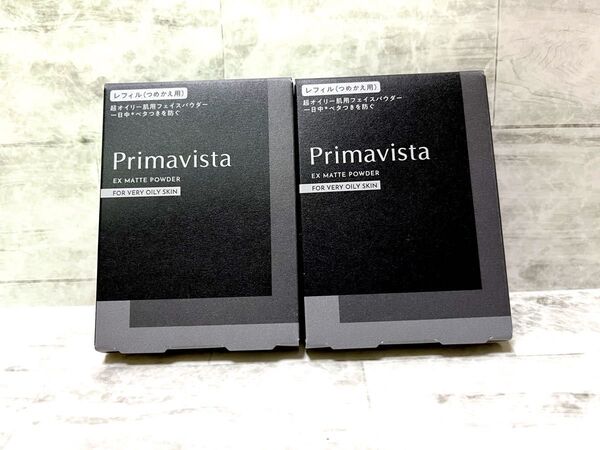 レフィル(つめかえ用)
超オイリー肌用フェイスパウダー
一日中*ベタつきを防ぐ
Primavista
EX MATTE POWDER
FOR VERY OILY SKIN
レフィル(つめかえ用)
超オイリー肌用フェイスパウダー
一日中*ベタつきを防ぐ
Primavista
EX MATTE POWDER
FOR VERY OILY SKIN